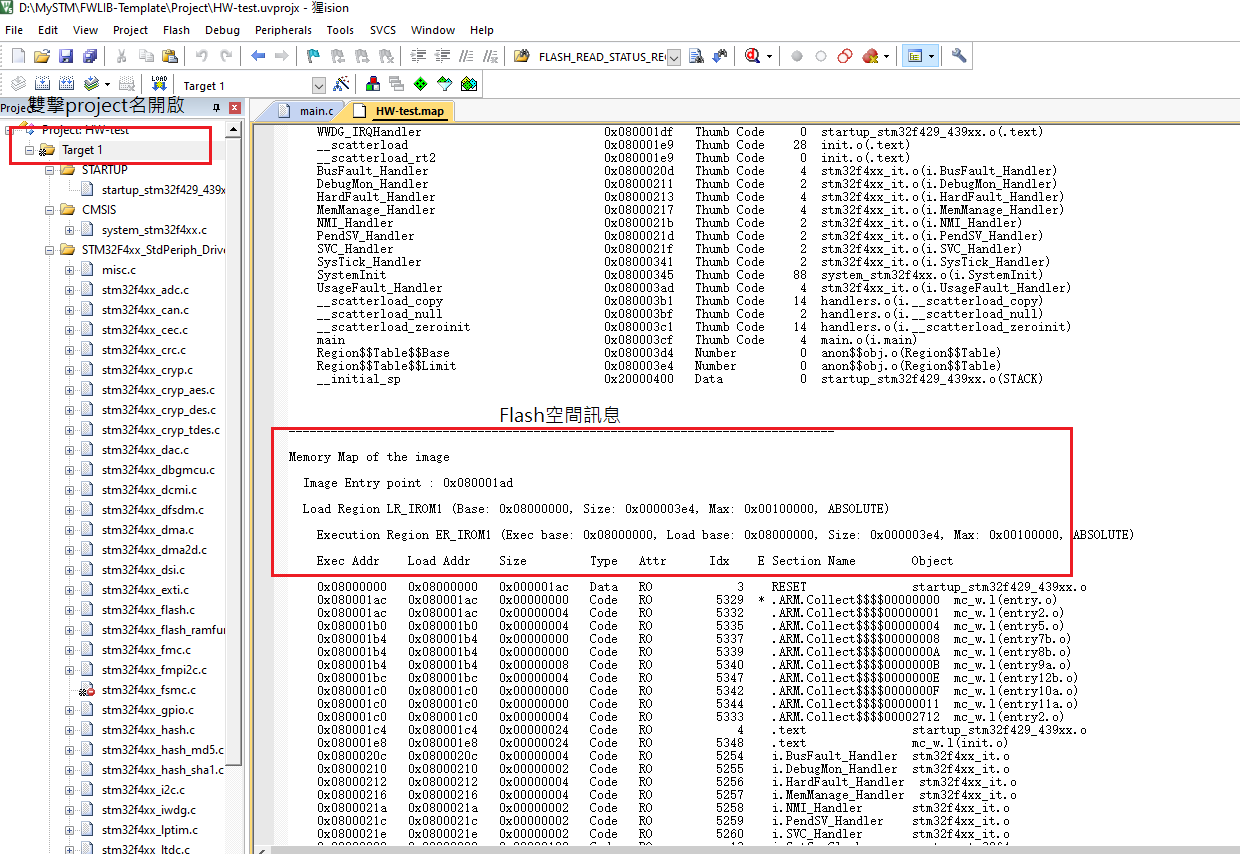 D:\MySTM\FWLIB-Template\Project\HW-test.uvprojx - 猩ision
File Edit View Project Flash Debug Peripherals Tools SVCS Window Help
FLASH_READ_STATUS_RE
LOAD Target 1
Projec
雙擊project名開啟
main.c HW-test.map
Project: HW-test
Target 1
STARTUP
startup_stm32f429_439x
CMSIS
system_stm32f4xx.c
STM32F4xx_StdPeriph_Drive
misc.c
stm32f4xx_adc.c
stm32f4xx_can.c
stm32f4xx_cec.c
stm32f4xx_crc.c
stm32f4xx_cryp.c
stm32f4xx_cryp_aes.c
stm32f4xx_cryp_des.c
stm32f4xx_cryp_tdes.c
stm32f4xx_dac.c
stm32f4xx_dbgmcu.c
stm32f4xx_dcmi.c
stm32f4xx_dfsdm.c
stm32f4xx_dma.c
stm32f4xx_dma2d.c
stm32f4xx_dsi.c
stm32f4xx_exti.c
stm32f4xx_flash.c
stm32f4xx_flash_ramfur
stm32f4xx_fmc.c
stm32f4xx_fmpi2c.c
stm32f4xx_fsmc.c
stm32f4xx_gpio.c
stm32f4xx_hash.c
stm32f4xx_hash_md5.c
stm32f4xx_hash_sha1.c
stm32f4xx_i2c.c
stm32f4xx_iwdg.c
stm32f4xx_lptim.c
stm32f4xx_ltdc.c
WWDG_IRQHandler 0x080001df Thumb Code 0 startup_stm32f429_439xx.o(.text)
__scatterload 0x080001e9 Thumb Code 28 init.o(.text)
__scatterload_rt2 0x080001e9 Thumb Code 0 init.o(.text)
BusFault_Handler 0x0800020d Thumb Code 4 stm32f4xx_it.o(i.BusFault_Handler)
DebugMon_Handler 0x08000211 Thumb Code 2 stm32f4xx_it.o(i.DebugMon_Handler)
HardFault_Handler 0x08000213 Thumb Code 4 stm32f4xx_it.o(i.HardFault_Handler)
MemManage_Handler 0x08000217 Thumb Code 4 stm32f4xx_it.o(i.MemManage_Handler)
NMI_Handler 0x0800021b Thumb Code 2 stm32f4xx_it.o(i.NMI_Handler)
PendSV_Handler 0x0800021d Thumb Code 2 stm32f4xx_it.o(i.PendSV_Handler)
SVC_Handler 0x0800021f Thumb Code 2 stm32f4xx_it.o(i.SVC_Handler)
SysTick_Handler 0x08000341 Thumb Code 2 stm32f4xx_it.o(i.SysTick_Handler)
SystemInit 0x08000345 Thumb Code 88 system_stm32f4xx.o(i.SystemInit)
UsageFault_Handler 0x080003ad Thumb Code 4 stm32f4xx_it.o(i.UsageFault_Handler)
__scatterload_copy 0x080003b1 Thumb Code 14 handlers.o(i.__scatterload_copy)
__scatterload_null 0x080003bf Thumb Code 2 handlers.o(i.__scatterload_null)
__scatterload_zeroinit 0x080003c1 Thumb Code 14 handlers.o(i.__scatterload_zeroinit)
main 0x080003cf Thumb Code 4 main.o(i.main)
Region$$Table$$Base 0x080003d4 Number 0 anon$$obj.o(Region$$Table)
Region$$Table$$Limit 0x080003e4 Number 0 anon$$obj.o(Region$$Table)
__initial_sp 0x20000400 Data 0 startup_stm32f429_439xx.o(STACK)
Flash空間訊息
Memory Map of the image
Image Entry point : 0x080001ad
Load Region LR_IROM1 (Base: 0x08000000, Size: 0x000003e4, Max: 0x00100000, ABSOLUTE)
Execution Region ER_IROM1 (Exec base: 0x08000000, Load base: 0x08000000, Size: 0x000003e4, Max: 0x00100000, ABSOLUTE)
Exec Addr Load Addr Size Type Attr Idx E Section Name Object
0x08000000 0x08000000 0x000001ac Data RO 3 RESET startup_stm32f429_439xx.o
0x080001ac 0x080001ac 0x00000000 Code RO 5329 * .ARM.Collect$$$$00000000 mc_w.l(entry.o)
0x080001ac 0x080001ac 0x00000004 Code RO 5332 .ARM.Collect$$$$00000001 mc_w.l(entry2.o)
0x080001b0 0x080001b0 0x00000004 Code RO 5335 .ARM.Collect$$$$00000004 mc_w.l(entry5.o)
0x080001b4 0x080001b4 0x00000000 Code RO 5337 .ARM.Collect$$$$00000008 mc_w.l(entry7b.o)
0x080001b4 0x080001b4 0x00000000 Code RO 5339 .ARM.Collect$$$$0000000A mc_w.l(entry8b.o)
0x080001b4 0x080001b4 0x00000008 Code RO 5340 .ARM.Collect$$$$0000000B mc_w.l(entry9a.o)
0x080001bc 0x080001bc 0x00000004 Code RO 5347 .ARM.Collect$$$$0000000E mc_w.l(entry12b.o)
0x080001c0 0x080001c0 0x00000000 Code RO 5342 .ARM.Collect$$$$0000000F mc_w.l(entry10a.o)
0x080001c0 0x080001c0 0x00000000 Code RO 5344 .ARM.Collect$$$$00000011 mc_w.l(entry11a.o)
0x080001c0 0x080001c0 0x00000004 Code RO 5333 .ARM.Collect$$$$00002712 mc_w.l(entry2.o)
0x080001c4 0x080001c4 0x00000024 Code RO 4 .text startup_stm32f429_439xx.o
0x080001e8 0x080001e8 0x00000024 Code RO 5348 .text mc_w.l(init.o)
0x0800020c 0x0800020c 0x00000004 Code RO 5254 i.BusFault_Handler stm32f4xx_it.o
0x08000210 0x08000210 0x00000002 Code RO 5255 i.DebugMon_Handler stm32f4xx_it.o
0x08000212 0x08000212 0x00000004 Code RO 5256 i.HardFault_Handler stm32f4xx_it.o
0x08000216 0x08000216 0x00000004 Code RO 5257 i.MemManage_Handler stm32f4xx_it.o
0x0800021a 0x0800021a 0x00000002 Code RO 5258 i.NMI_Handler stm32f4xx_it.o
0x0800021c 0x0800021c 0x00000002 Code RO 5259 i.PendSV_Handler stm32f4xx_it.o
0x0800021e 0x0800021e 0x00000002 Code RO 5260 i.SVC_Handler stm32f4xx_it.o